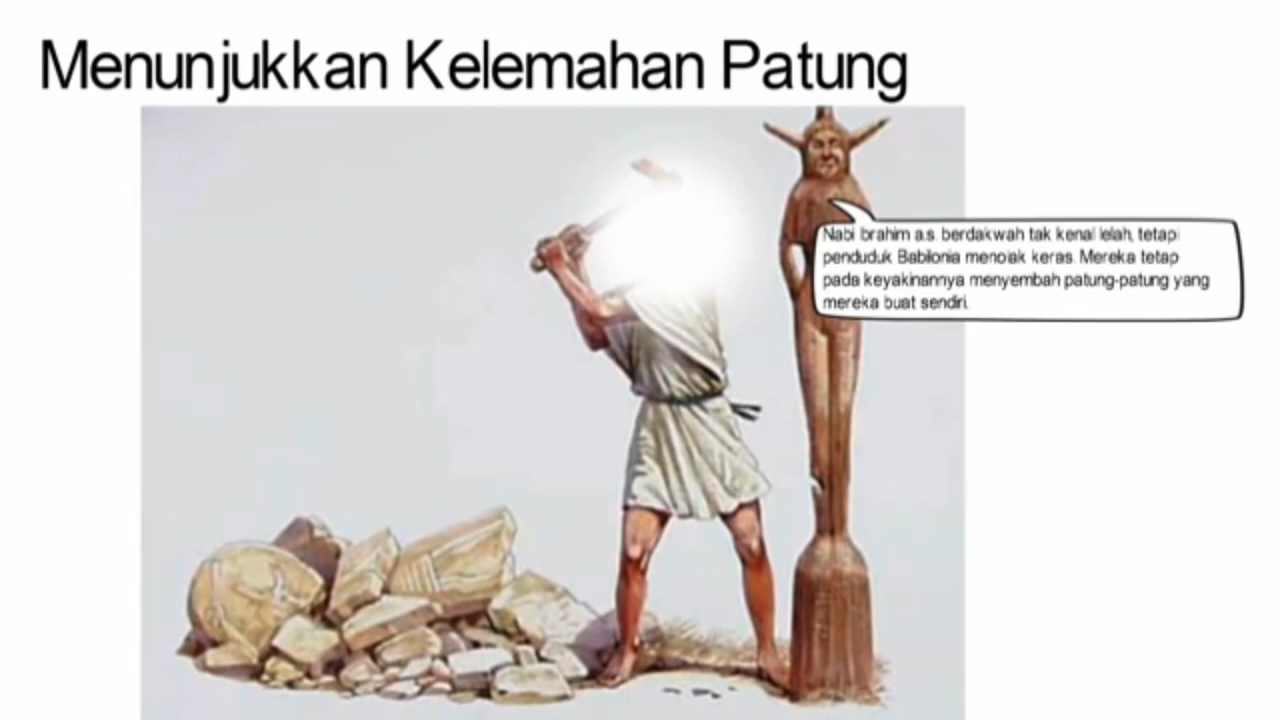 Menunjukkan Kelemahan Patung
Nabi Ibrahim a.s. berdakwah tak kenal lelah, tetapi
penduduk Babilonia menolak keras. Mereka tetap
pada keyakinannya menyembah patung-patung yang
mereka buat sendiri.